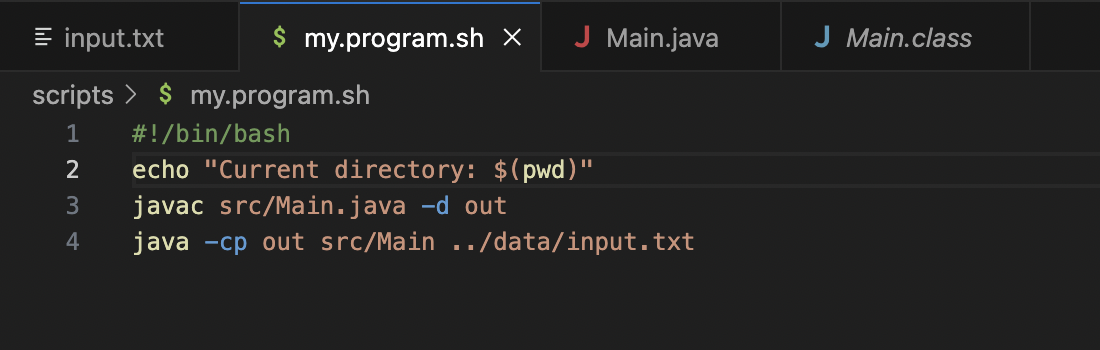 input.txt $ my.program.sh × J Main.java J Main.class
scripts > $ my.program.sh
1 #!/bin/bash
2 echo "Current directory: $(pwd)"
3 javac src/Main.java -d out
4 java -cp out src/Main ../data/input.txt